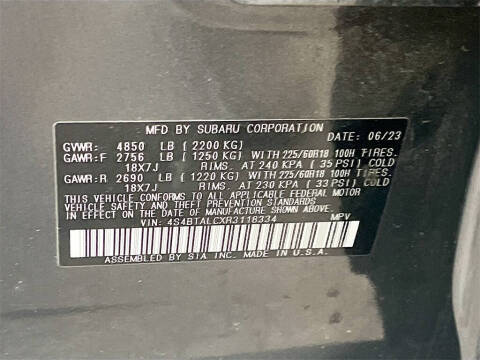 MFD BY SUBARU CORPORATION
DATE: 06/23
GVWR: 4850 LB (2200 KG)
GAWR:F 2756 LB (1250 KG) WITH 225/60R18 100H TIRES.
18X7J RIMS. AT 240 KPA (35 PSI) COLD
GAWR:R 2690 LB (1220 KG) WITH 225/60R18 100H TIRES.
18X7J RIMS. AT 230 KPA (33 PSI) COLD
THIS VEHICLE CONFORMS TO ALL APPLICABLE FEDERAL MOTOR
VEHICLE SAFETY AND THEFT PREVENTION STANDARDS IN EFFECT
ON THE DATE OF MANUFACTURE SHOWN ABOVE.
VIN: 4S4BTALCXR3118334 MPV
ASSEMBLED BY SIA INC. MADE IN U.S.A.